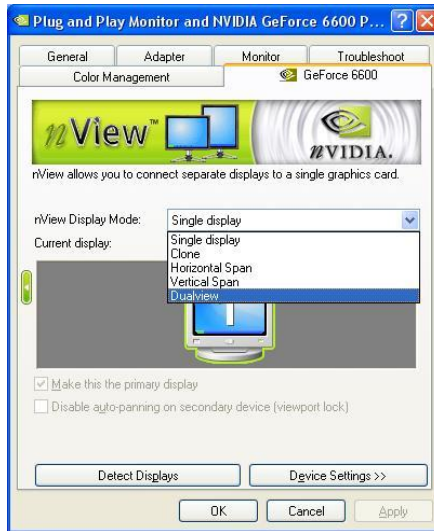 Plug and Play Monitor and NVIDIA GeForce 6600 P...
General Adapter Monitor Troubleshoot
Color Management GeForce 6600
nView™
nVIDIA.
nView allows you to connect separate displays to a single graphics card.
nView Display Mode: Single display
Current display: Single display
Clone
Horizontal Span
Vertical Span
Dualview
1
Make this the primary display
Disable auto-panning on secondary device (viewport lock)
Detect Displays Device Settings >>
OK Cancel Apply